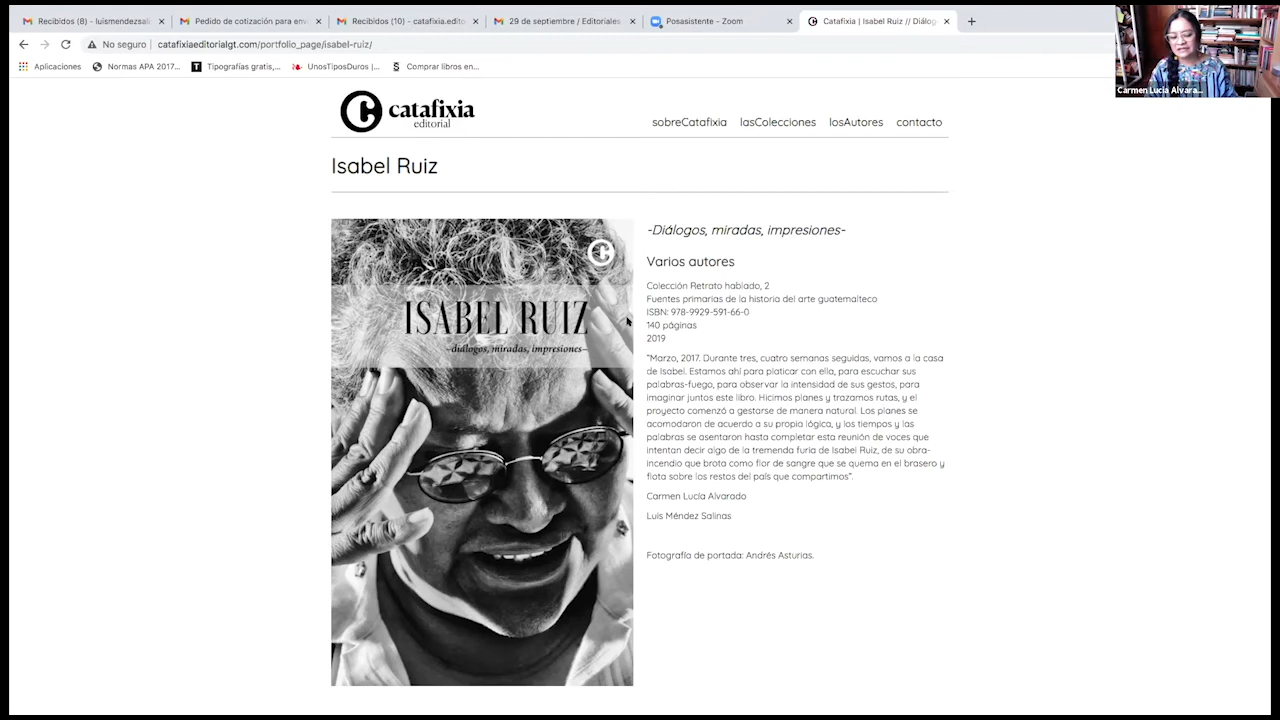 Recibidos (8) - luismendezsali
Pedido de cotización para env
Recibidos (10) - catafixia.edito
29 de septiembre / Editoriales
Posasistente - Zoom
Catafixia | Isabel Ruiz // Diálog
No seguro
catafixiaeditorialgt.com/portfolio_page/isabel-ruiz/
Aplicaciones
Normas APA 2017...
Tipografías gratis,...
UnosTiposDuros |...
Comprar libros en...
Carmen Lucía Alvara...
catafixia
editorial
sobreCatafixia
lasColecciones
losAutores
contacto
Isabel Ruiz
ISABEL RUIZ
–diálogos, miradas, impresiones–
-Diálogos, miradas, impresiones-
Varios autores
Colección Retrato hablado, 2
Fuentes primarias de la historia del arte guatemalteco
ISBN: 978-9929-591-66-0
140 páginas
2019
“Marzo, 2017. Durante tres, cuatro semanas seguidas, vamos a la casa
de Isabel. Estamos ahí para platicar con ella, para escuchar sus
palabras-fuego, para observar la intensidad de sus gestos, para
imaginar juntos este libro. Hicimos planes y trazamos rutas, y el
proyecto comenzó a gestarse de manera natural. Los planes se
acomodaron de acuerdo a su propia lógica, y los tiempos y las
palabras se asentaron hasta completar esta reunión de voces que
intentan decir algo de la tremenda furia de Isabel Ruiz, de su obra-
incendio que brota como flor de sangre que se quema en el brasero y
flota sobre los restos del país que compartimos”.
Carmen Lucía Alvarado
Luis Méndez Salinas
Fotografía de portada: Andrés Asturias.